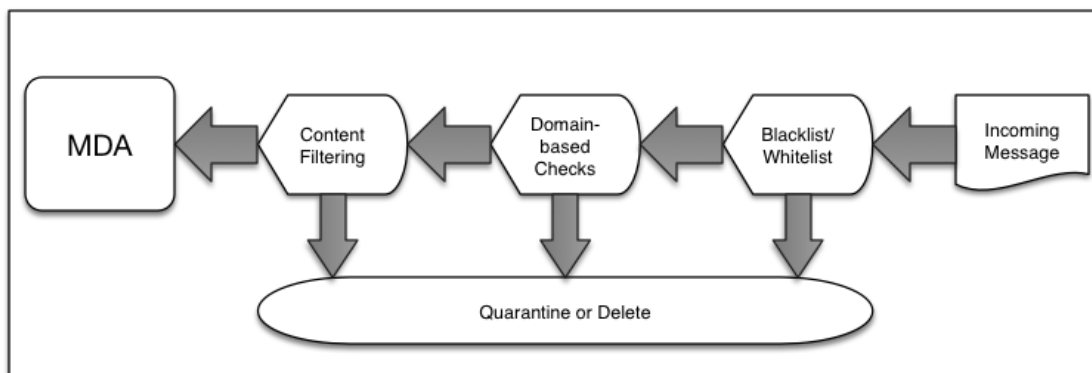 MDA
Content
Filtering
Domain-
based
Checks
Blacklist/
Whitelist
Incoming
Message
Quarantine or Delete